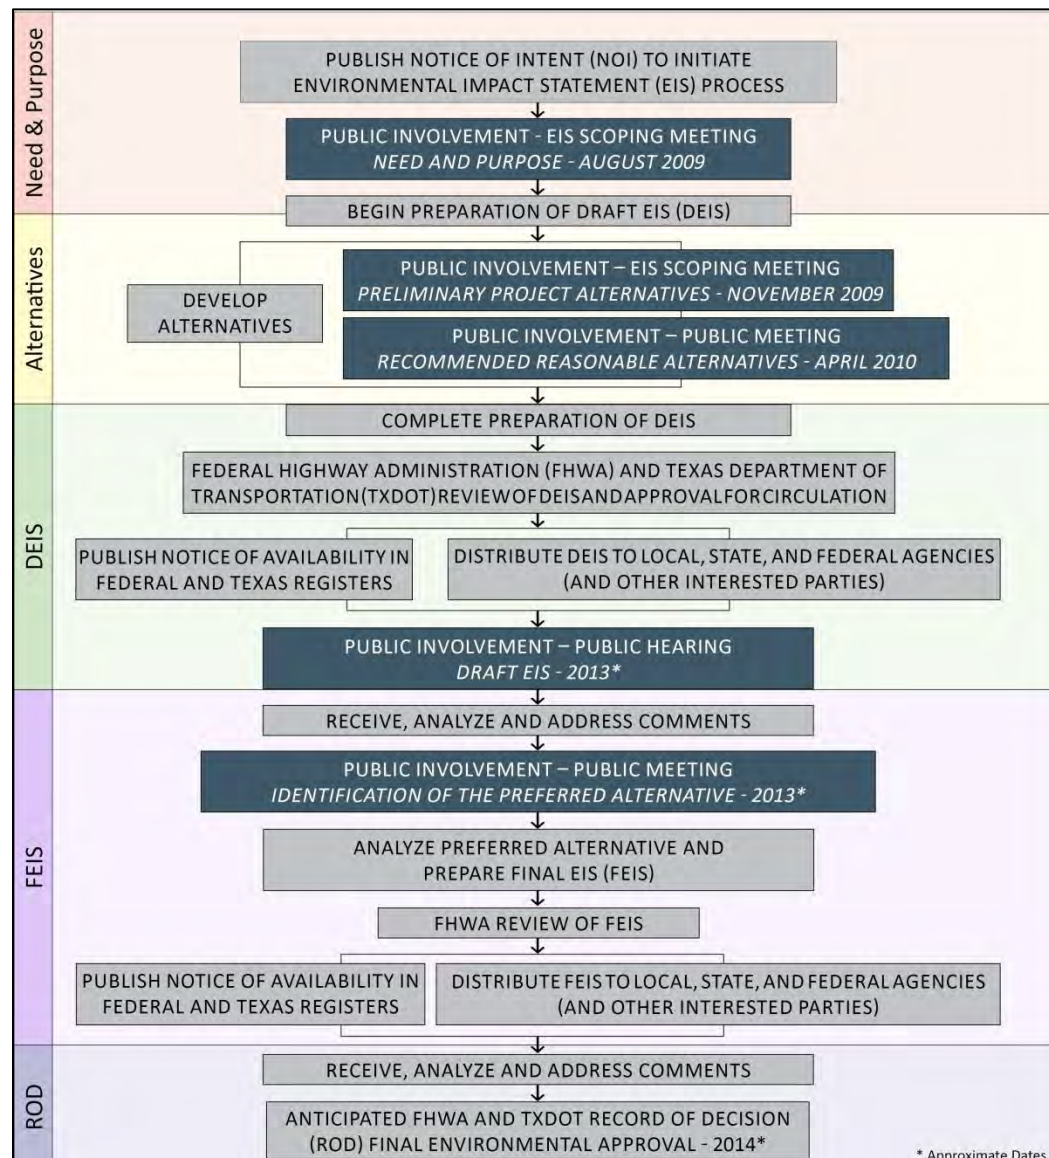 Need & Purpose
PUBLISH NOTICE OF INTENT (NOI) TO INITIATE
ENVIRONMENTAL IMPACT STATEMENT (EIS) PROCESS
PUBLIC INVOLVEMENT - EIS SCOPING MEETING
NEED AND PURPOSE - AUGUST 2009
BEGIN PREPARATION OF DRAFT EIS (DEIS)
Alternatives
DEVELOP
ALTERNATIVES
PUBLIC INVOLVEMENT – EIS SCOPING MEETING
PRELIMINARY PROJECT ALTERNATIVES - NOVEMBER 2009
PUBLIC INVOLVEMENT – PUBLIC MEETING
RECOMMENDED REASONABLE ALTERNATIVES - APRIL 2010
DEIS
COMPLETE PREPARATION OF DEIS
FEDERAL HIGHWAY ADMINISTRATION (FHWA) AND TEXAS DEPARTMENT OF
TRANSPORTATION (TXDOT) REVIEW OF DEIS AND APPROVAL FOR CIRCULATION
PUBLISH NOTICE OF AVAILABILITY IN
FEDERAL AND TEXAS REGISTERS
DISTRIBUTE DEIS TO LOCAL, STATE, AND FEDERAL AGENCIES
(AND OTHER INTERESTED PARTIES)
PUBLIC INVOLVEMENT – PUBLIC HEARING
DRAFT EIS - 2013*
FEIS
RECEIVE, ANALYZE AND ADDRESS COMMENTS
PUBLIC INVOLVEMENT – PUBLIC MEETING
IDENTIFICATION OF THE PREFERRED ALTERNATIVE - 2013*
ANALYZE PREFERRED ALTERNATIVE AND
PREPARE FINAL EIS (FEIS)
FHWA REVIEW OF FEIS
PUBLISH NOTICE OF AVAILABILITY IN
FEDERAL AND TEXAS REGISTERS
DISTRIBUTE FEIS TO LOCAL, STATE, AND FEDERAL AGENCIES
(AND OTHER INTERESTED PARTIES)
ROD
RECEIVE, ANALYZE AND ADDRESS COMMENTS
ANTICIPATED FHWA AND TXDOT RECORD OF DECISION
(ROD) FINAL ENVIRONMENTAL APPROVAL - 2014*
* Approximate Dates